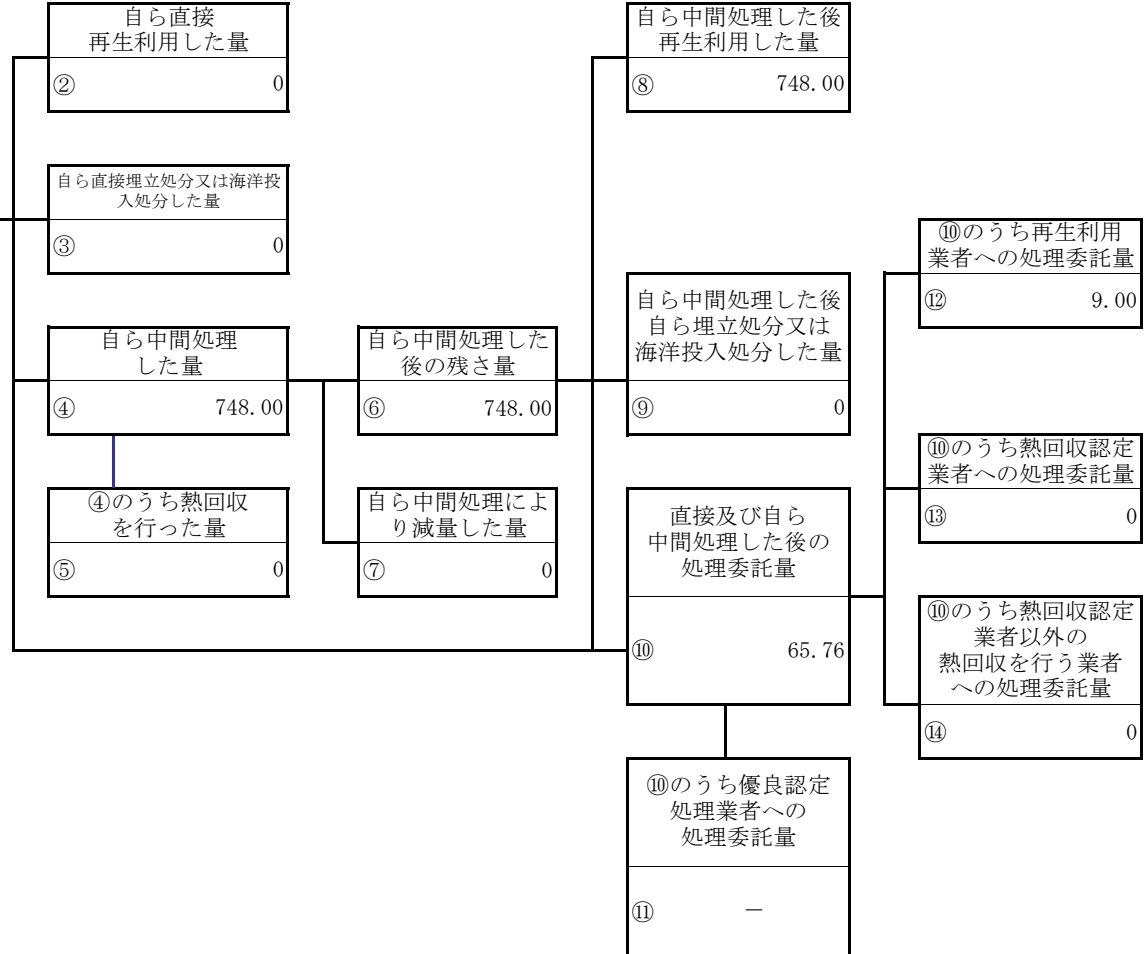 自ら直接
再生利用した量
② 0
自ら直接埋立処分又は海洋投
入処分した量
③ 0
自ら中間処理
した量
④ 748.00
④のうち熱回収
を行った量
⑤ 0
自ら中間処理した
後の残さ量
⑥ 748.00
自ら中間処理によ
り減量した量
⑦ 0
自ら中間処理した後
再生利用した量
⑧ 748.00
自ら中間処理した後
自ら埋立処分又は
海洋投入処分した量
⑨ 0
直接及び自ら
中間処理した後の
処理委託量
⑩ 65.76
⑩のうち優良認定
処理業者への
処理委託量
⑪ －
⑩のうち再生利用
業者への処理委託量
⑫ 9.00
⑩のうち熱回収認定
業者への処理委託量
⑬ 0
⑩のうち熱回収認定
業者以外の
熱回収を行う業者
への処理委託量
⑭ 0